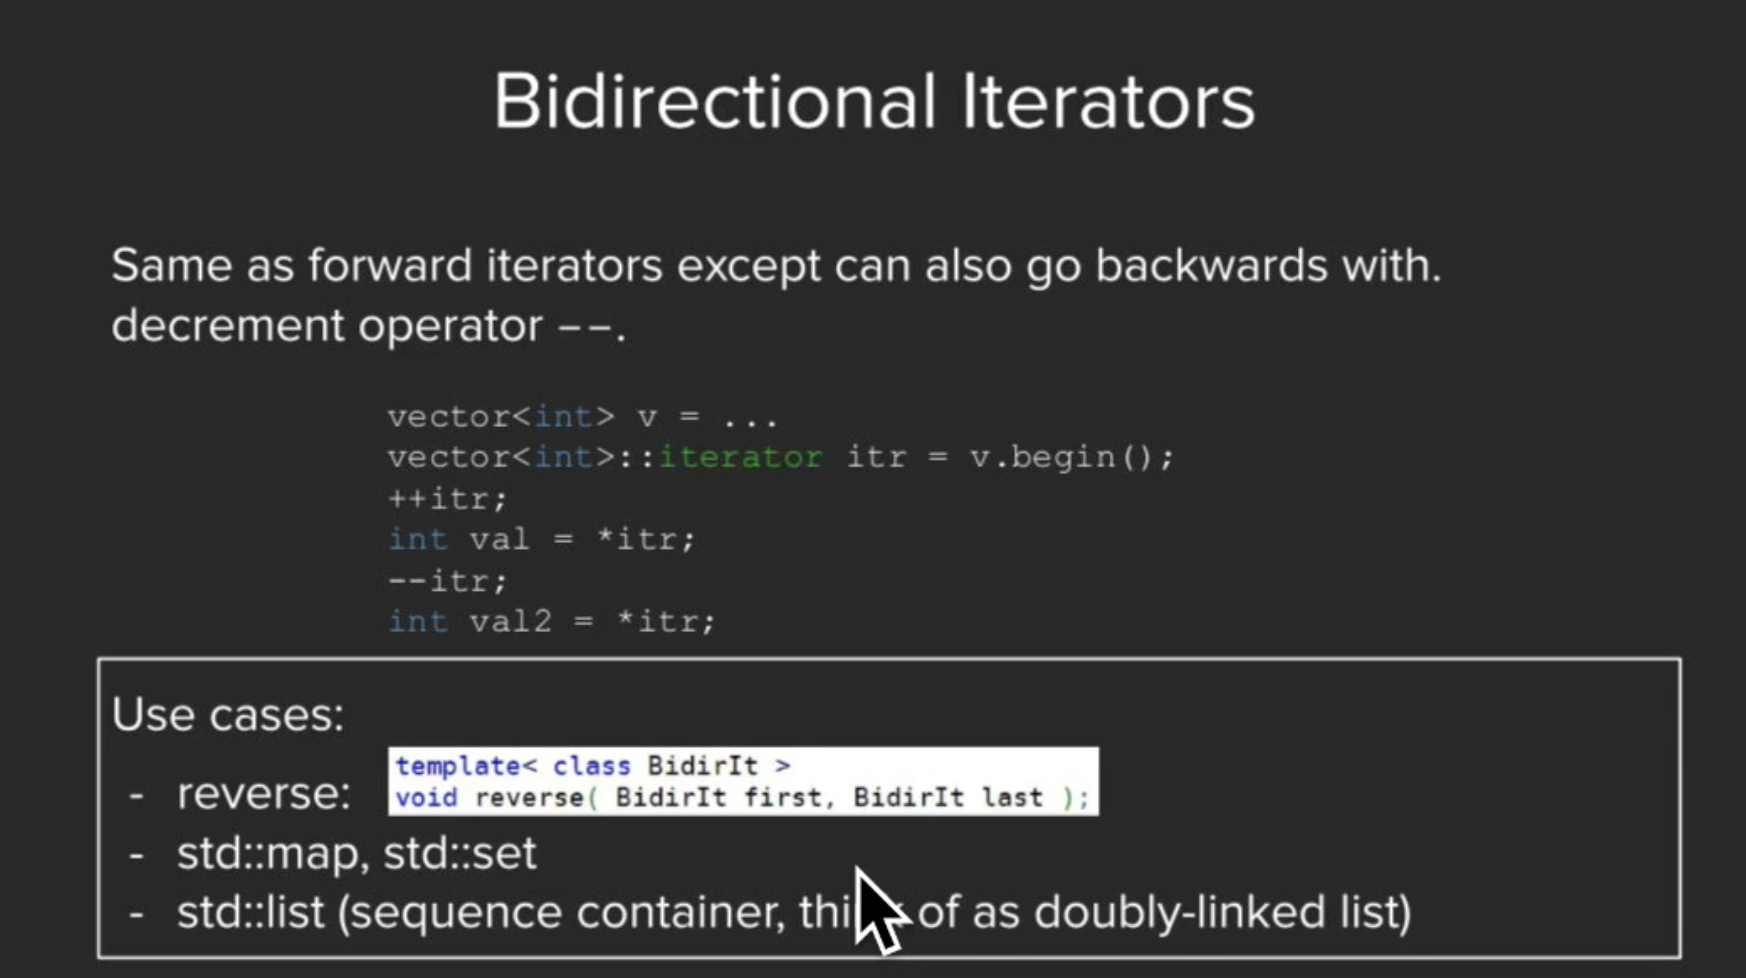 Bidirectional Iterators
Same as forward iterators except can also go backwards with.
decrement operator --.
vector<int> v = ...
vector<int>::iterator itr = v.begin();
++itr;
int val = *itr;
--itr;
int val2 = *itr;
Use cases:
- reverse:
template< class BidirIt >
void reverse( BidirIt first, BidirIt last );
- std::map, std::set
- std::list (sequence container, of as doubly-linked list)